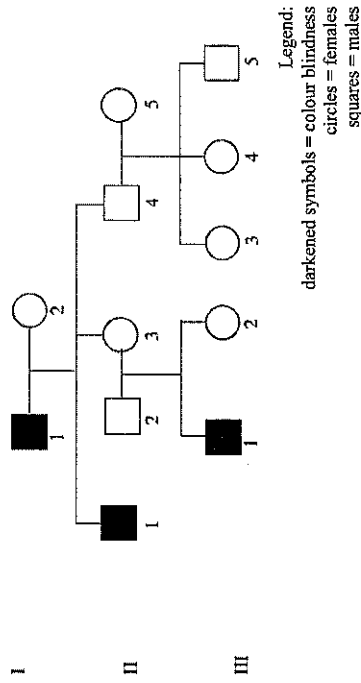 I
1
2
II
1
2
3
4
5
III
1
2
3
4
5
Legend:
darkened symbols = colour blindness
circles = females
squares = males